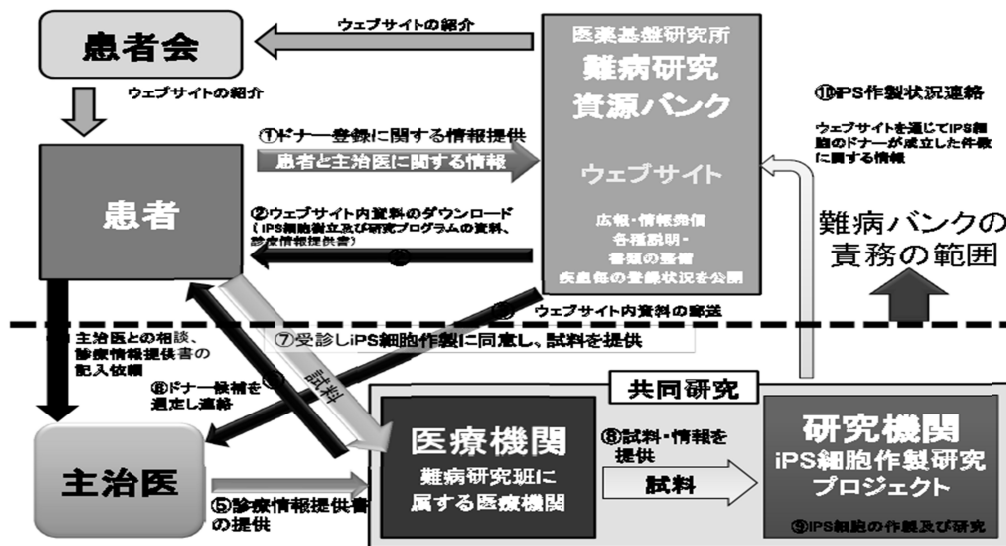 ウェブサイトの紹介
患者会
ウェブサイトの紹介
医薬基盤研究所
難病研究
資源バンク
ウェブサイト
広報・情報発信
各種説明・
書類の整備
疾患毎の登録状況を公開
⑩iPS作製状況連絡
ウェブサイトを通じてiPS細
胞のドナーが成立した件数
に関する情報
①ドナー登録に関する情報提供
患者と主治医に関する情報
患者
②ウェブサイト内資料のダウンロード
(iPS細胞樹立及び研究プログラムの資料、
診療情報提供書)
難病バンクの
責務の範囲
ウェブサイト内資料の郵送
主治医との相談、
診療情報提供書の
記入依頼
⑦受診しiPS細胞作製に同意し、試料を提供
試料
⑥ドナー候補を
選定し連絡
共同研究
主治医
⑤診療情報提供書
の提供
医療機関
難病研究班に
属する医療機関
⑧試料・情報を
提供
試料
研究機関
iPS細胞作製研究
プロジェクト
⑨iPS細胞の作製及び研究